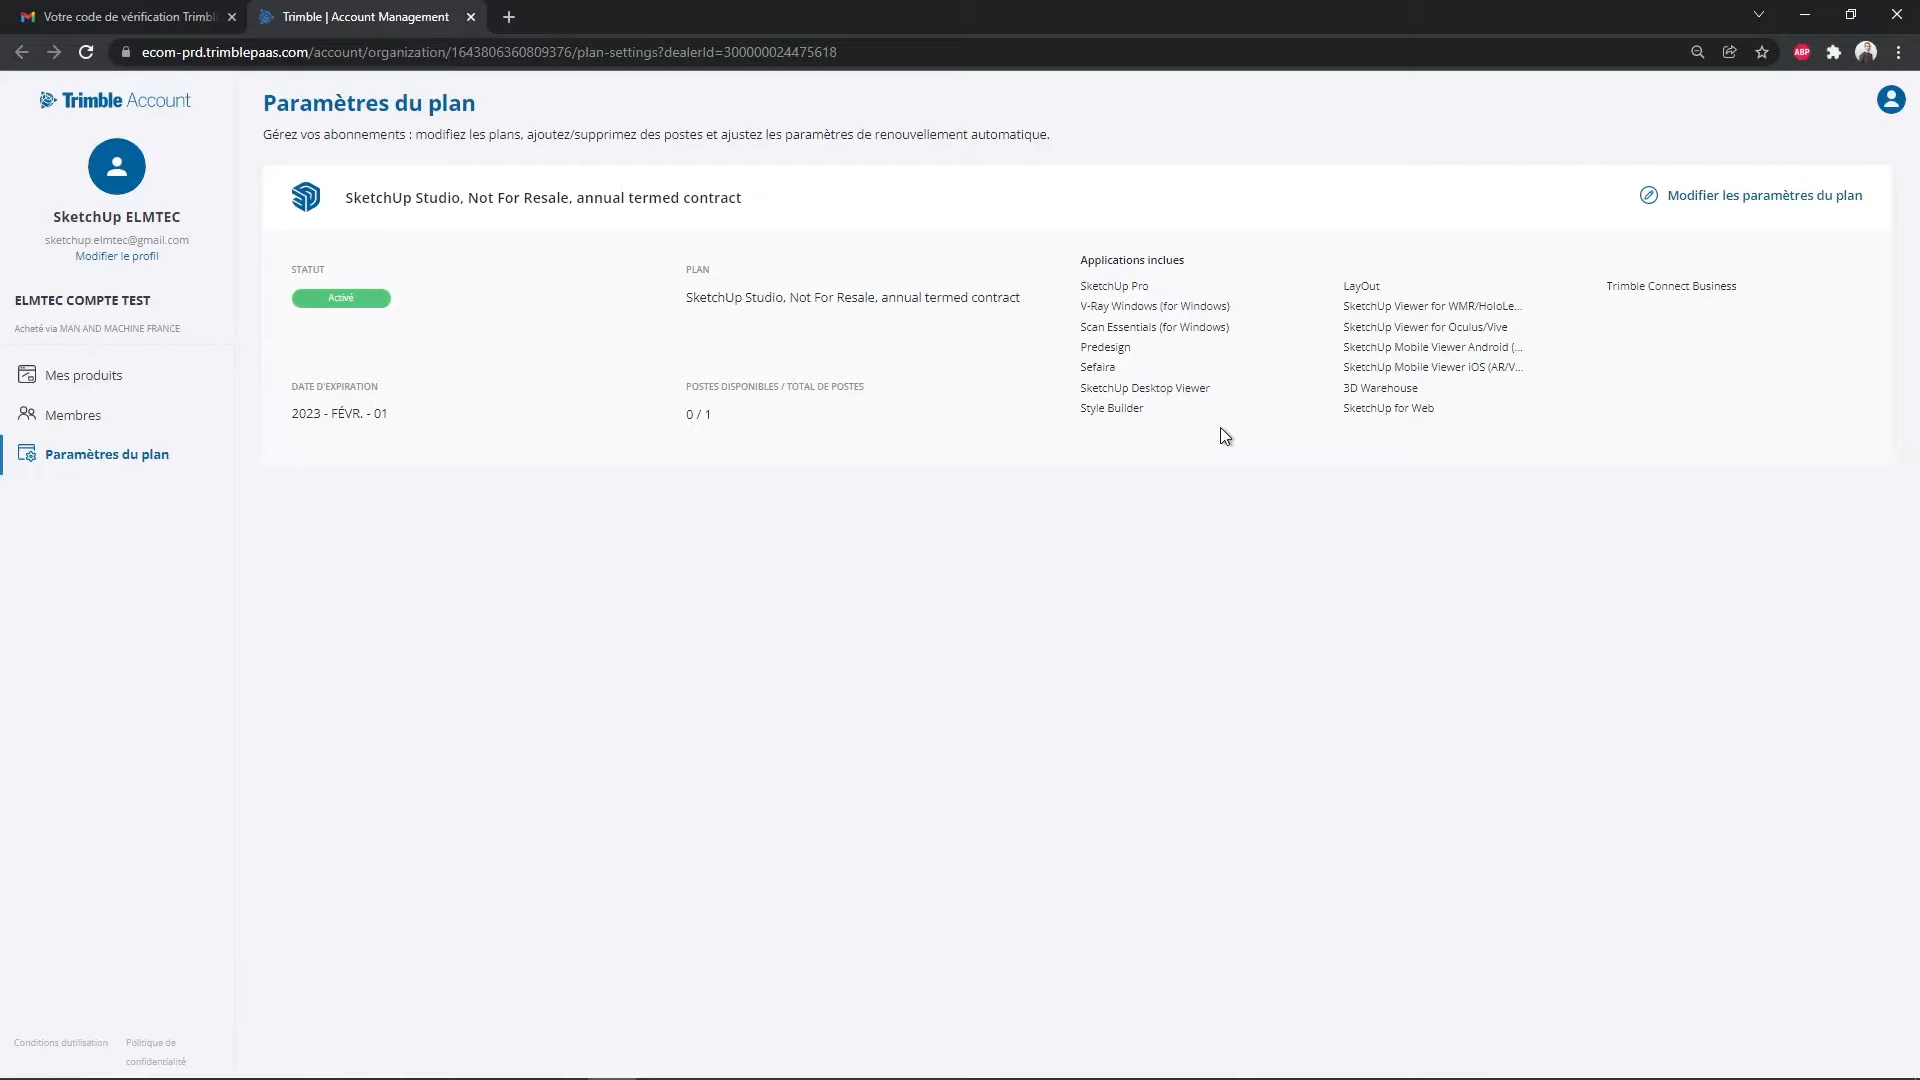 Votre code de vérification Trimbl
Trimble | Account Management
ecom-prd.trimblepaas.com/account/organization/1643806360809376/plan-settings?dealerId=300000024475618
ABP
Trimble Account
SketchUp ELMTEC
sketchup.elmtec@gmail.com
Modifier le profil
ELMTEC COMPTE TEST
Acheté via MAN AND MACHINE FRANCE
Mes produits
Membres
Paramètres du plan
Conditions dutilisation
Politique de
confidentialité
Paramètres du plan
Gérez vos abonnements : modifiez les plans, ajoutez/supprimez des postes et ajustez les paramètres de renouvellement automatique.
SketchUp Studio, Not For Resale, annual termed contract
Modifier les paramètres du plan
STATUT
Activé
PLAN
SketchUp Studio, Not For Resale, annual termed contract
DATE D'EXPIRATION
2023 - FÉVR. - 01
POSTES DISPONIBLES / TOTAL DE POSTES
0 / 1
Applications inclues
SketchUp Pro
V-Ray Windows (for Windows)
Scan Essentials (for Windows)
Predesign
Sefaira
SketchUp Desktop Viewer
Style Builder
LayOut
SketchUp Viewer for WMR/HoloLe...
SketchUp Viewer for Oculus/Vive
SketchUp Mobile Viewer Android (...
SketchUp Mobile Viewer iOS (AR/V...
3D Warehouse
SketchUp for Web
Trimble Connect Business